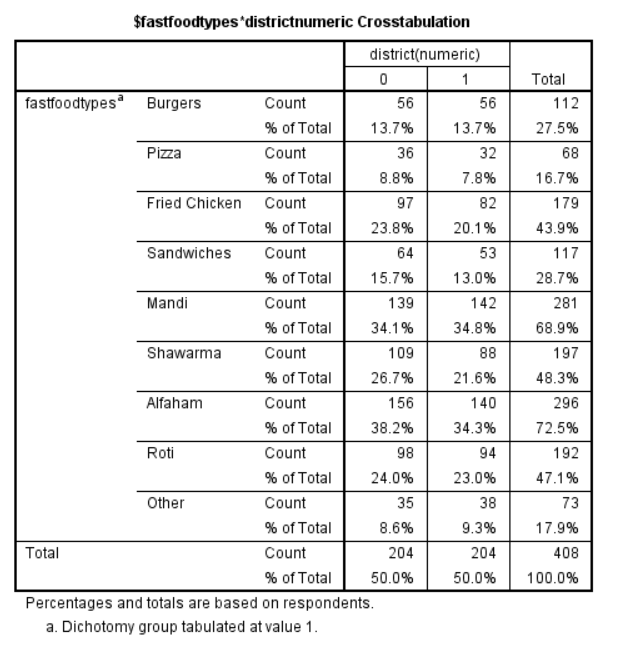 $fastfoodtypes*districtnumeric Crosstabulation
district(numeric)
0 1 Total
fastfoodtypesa Burgers Count 56 56 112
% of Total 13.7% 13.7% 27.5%
Pizza Count 36 32 68
% of Total 8.8% 7.8% 16.7%
Fried Chicken Count 97 82 179
% of Total 23.8% 20.1% 43.9%
Sandwiches Count 64 53 117
% of Total 15.7% 13.0% 28.7%
Mandi Count 139 142 281
% of Total 34.1% 34.8% 68.9%
Shawarma Count 109 88 197
% of Total 26.7% 21.6% 48.3%
Alfaham Count 156 140 296
% of Total 38.2% 34.3% 72.5%
Roti Count 98 94 192
% of Total 24.0% 23.0% 47.1%
Other Count 35 38 73
% of Total 8.6% 9.3% 17.9%
Total Count 204 204 408
% of Total 50.0% 50.0% 100.0%
Percentages and totals are based on respondents.
a. Dichotomy group tabulated at value 1.